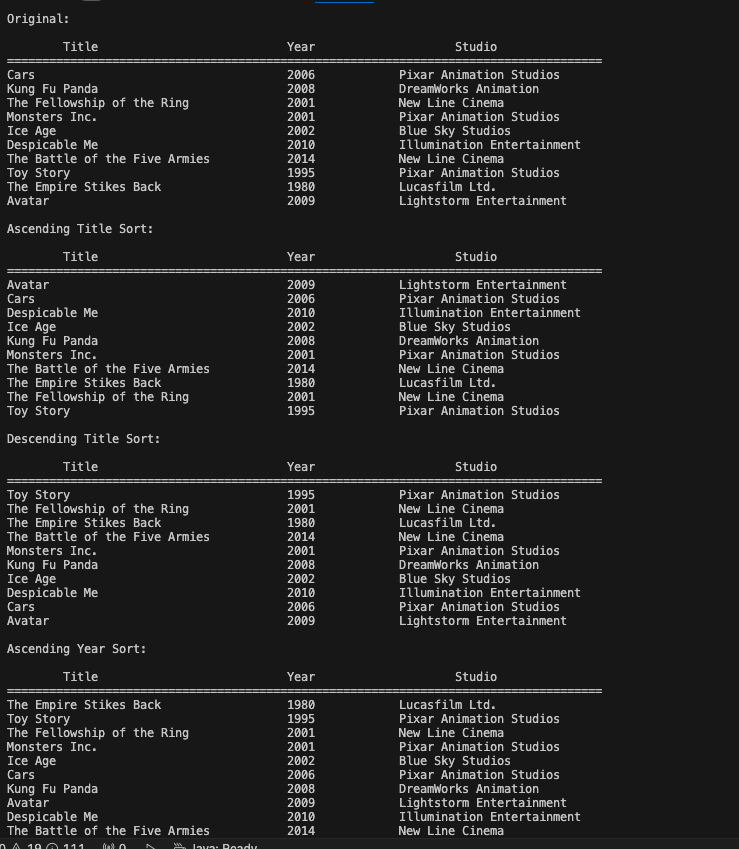 Original:
Title Year Studio
=====================================================================================
Cars 2006 Pixar Animation Studios
Kung Fu Panda 2008 DreamWorks Animation
The Fellowship of the Ring 2001 New Line Cinema
Monsters Inc. 2001 Pixar Animation Studios
Ice Age 2002 Blue Sky Studios
Despicable Me 2010 Illumination Entertainment
The Battle of the Five Armies 2014 New Line Cinema
Toy Story 1995 Pixar Animation Studios
The Empire Strikes Back 1980 Lucasfilm Ltd.
Avatar 2009 Lightstorm Entertainment
Ascending Title Sort:
Title Year Studio
=====================================================================================
Avatar 2009 Lightstorm Entertainment
Cars 2006 Pixar Animation Studios
Despicable Me 2010 Illumination Entertainment
Ice Age 2002 Blue Sky Studios
Kung Fu Panda 2008 DreamWorks Animation
Monsters Inc. 2001 Pixar Animation Studios
The Battle of the Five Armies 2014 New Line Cinema
The Empire Stikes Back 1980 Lucasfilm Ltd.
The Fellowship of the Ring 2001 New Line Cinema
Toy Story 1995 Pixar Animation Studios
Descending Title Sort:
Title Year Studio
=====================================================================================
Toy Story 1995 Pixar Animation Studios
The Fellowship of the Ring 2001 New Line Cinema
The Empire Stikes Back 1980 Lucasfilm Ltd.
The Battle of the Five Armies 2014 New Line Cinema
Monsters Inc. 2001 Pixar Animation Studios
Kung Fu Panda 2008 DreamWorks Animation
Ice Age 2002 Blue Sky Studios
Despicable Me 2010 Illumination Entertainment
Cars 2006 Pixar Animation Studios
Avatar 2009 Lightstorm Entertainment
Ascending Year Sort:
Title Year Studio
=====================================================================================
The Empire Stikes Back 1980 Lucasfilm Ltd.
Toy Story 1995 Pixar Animation Studios
The Fellowship of the Ring 2001 New Line Cinema
Monsters Inc. 2001 Pixar Animation Studios
Ice Age 2002 Blue Sky Studios
Cars 2006 Pixar Animation Studios
Kung Fu Panda 2008 DreamWorks Animation
Avatar 2009 Lightstorm Entertainment
Despicable Me 2010 Illumination Entertainment
The Battle of the Five Armies 2014 New Line Cinema
0 19 111 0 Java: Ready